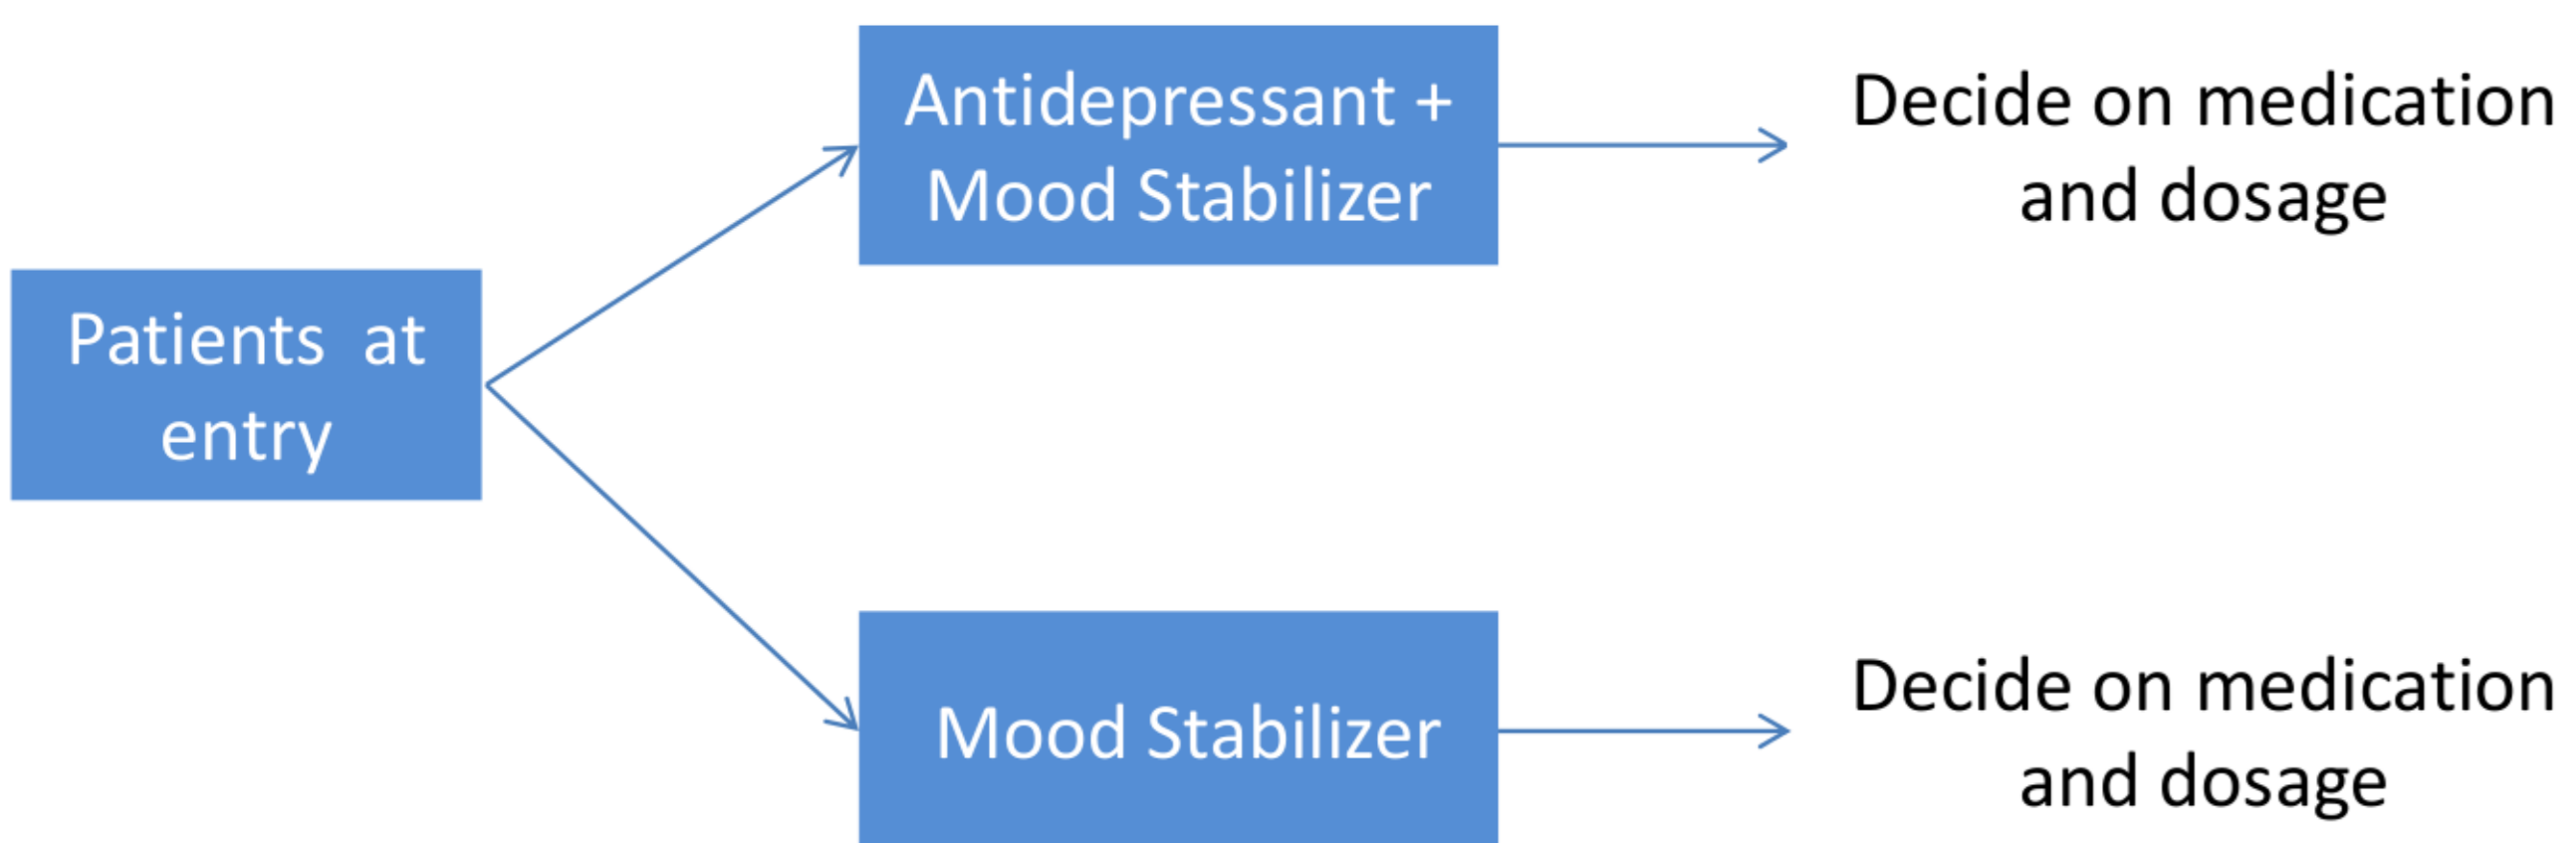 Patients at
entry
Antidepressant +
Mood Stabilizer
Decide on medication
and dosage
Mood Stabilizer
Decide on medication
and dosage